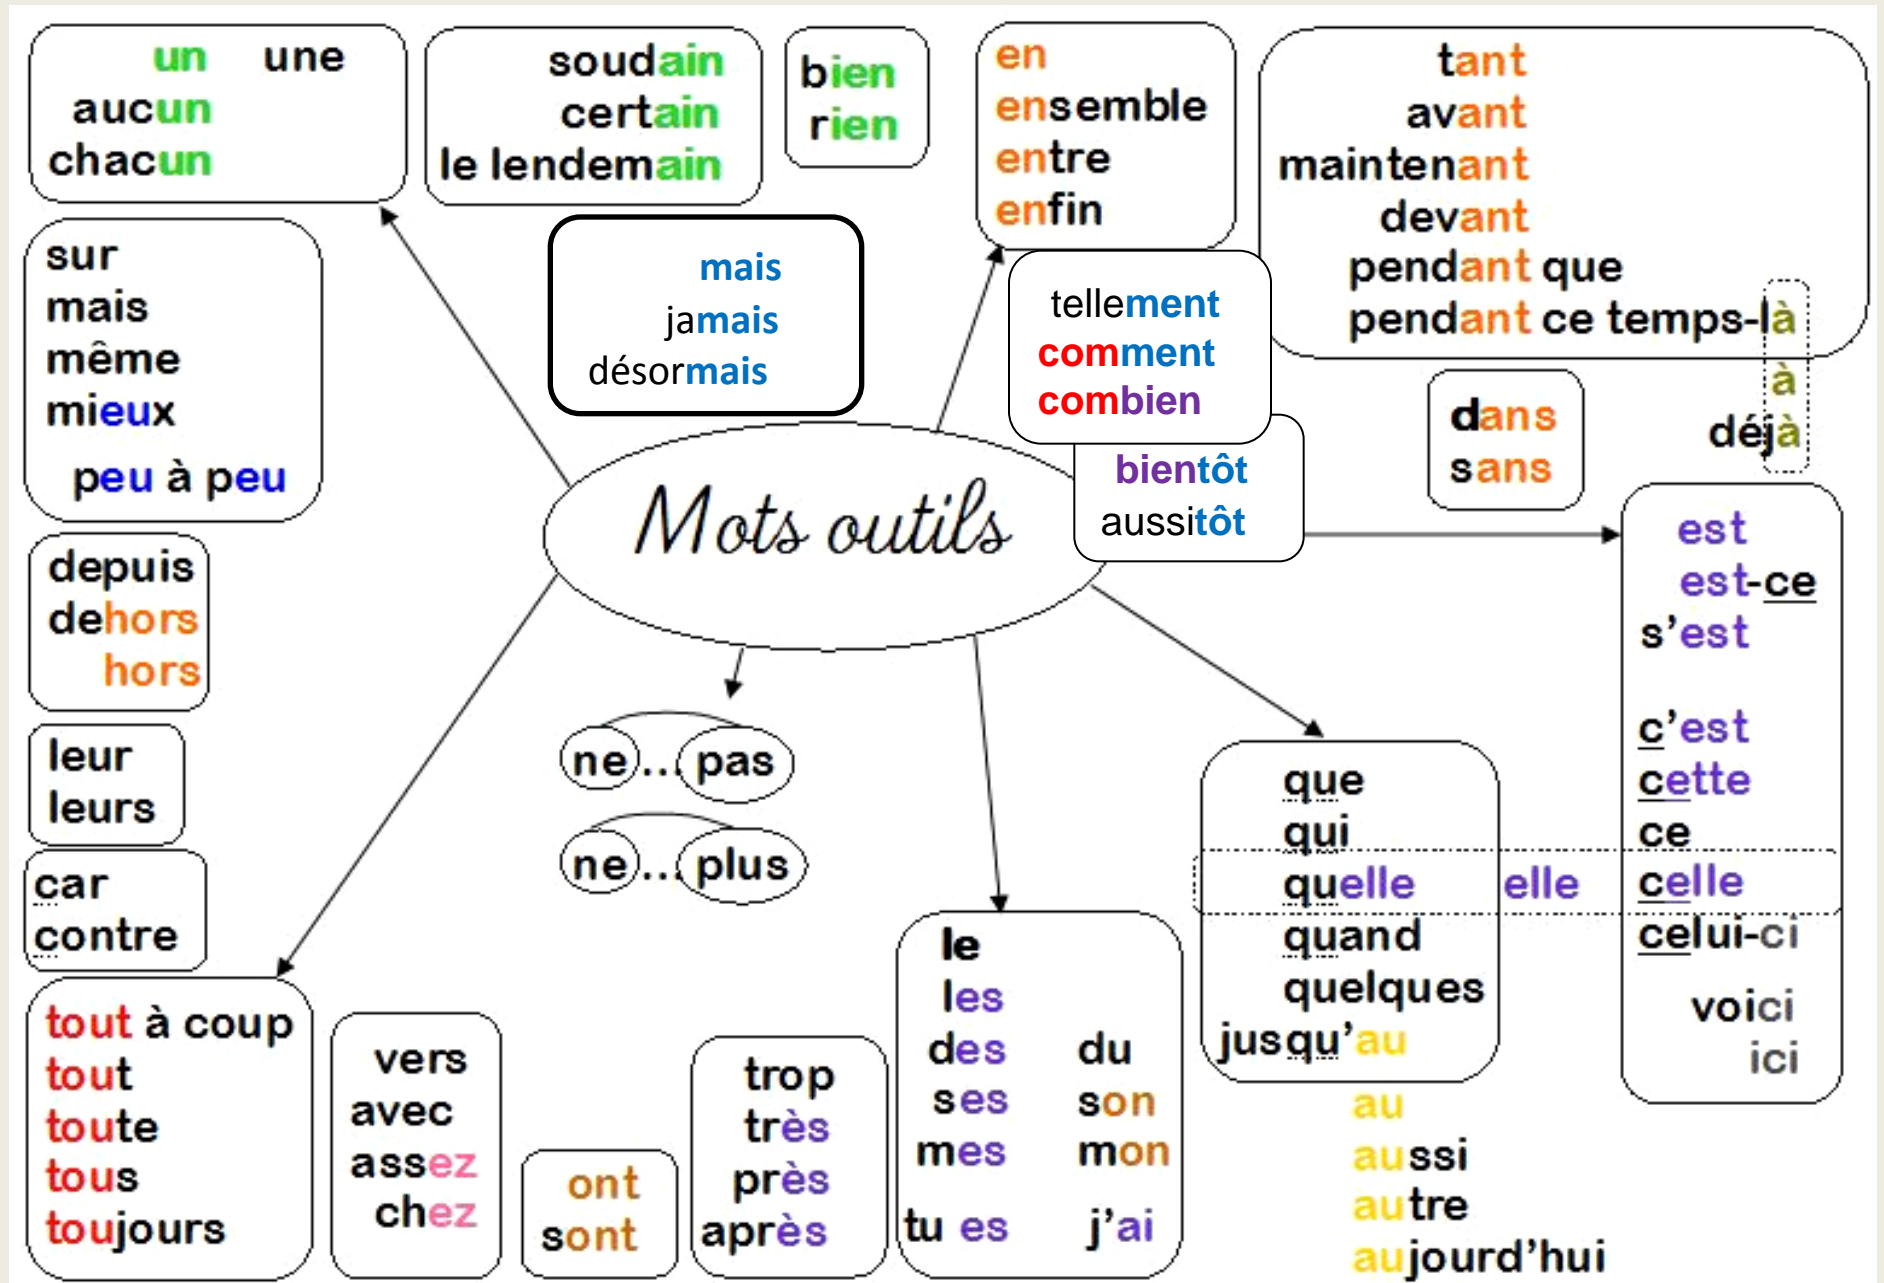 un une
aucun
chacun
soudain
certain
le lendemain
bien
rien
en
ensemble
entre
enfin
tant
avant
maintenant
devant
pendant que
pendant ce temps-là
à
déjà
sur
mais
même
mieux
peu à peu
mais
jamais
désormais
tellement
comment
combien
bientôt
aussitôt
dans
sans
Mots outils
est
est-ce
s'est
c'est
cette
ce
celle
celui-ci
voici
ici
depuis
dehors
hors
leur
leurs
car
contre
ne...pas
ne...plus
que
qui
quelle elle
quand
quelques
jusqu'au
au
aussi
autre
aujourd'hui
tout à coup
tout
toute
tous
toujours
vers
avec
assez
chez
ont
sont
trop
très
près
après
le
les
des du
ses son
mes mon
tu es j'ai